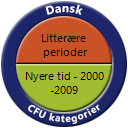 Dansk
Litterære
perioder
Nyere tid - 2000
-2009
CFU kategorier